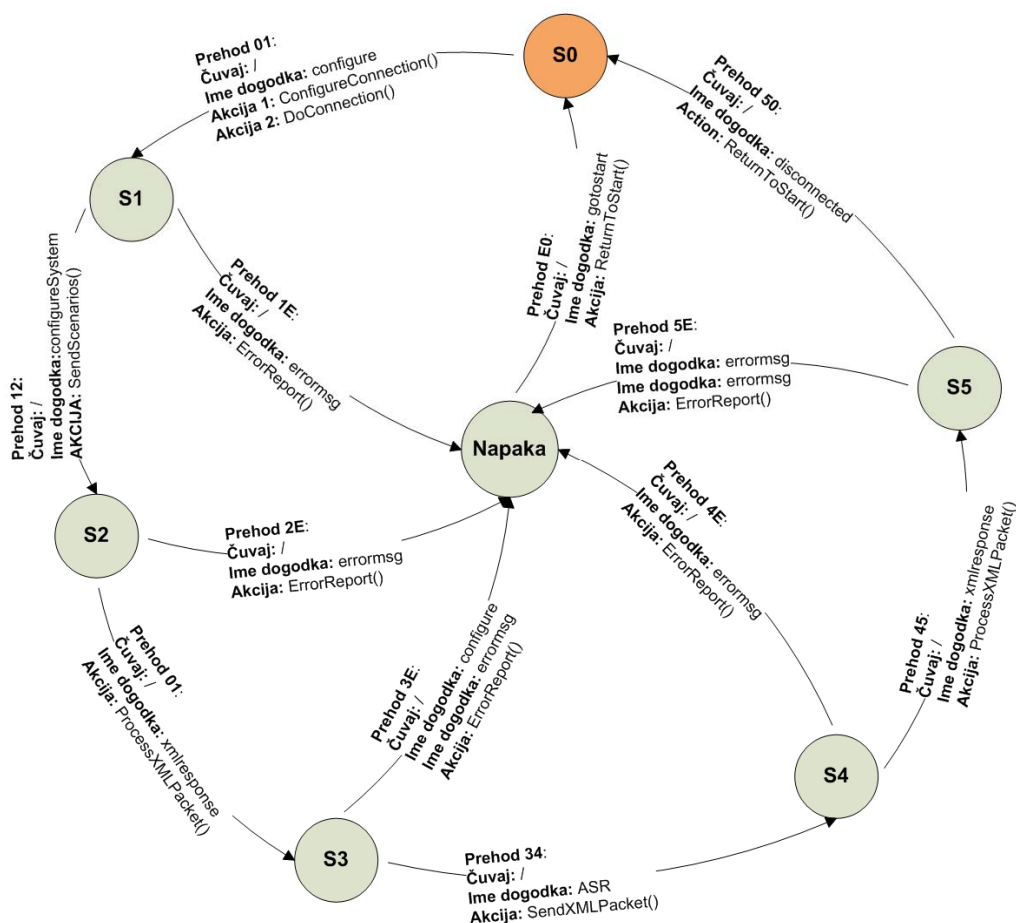 S0
Prehod 01:
Čuvaj: /
Ime dogodka: configure
Akcija 1: ConfigureConnection()
Akcija 2: DoConnection()
Prehod 50:
Čuvaj: /
Ime dogodka: disconnected
Action: ReturnToStart()
S1
Prehod E0:
Čuvaj: /
Ime dogodka: gotostart
Akcija: ReturnToStart()
Prehod 12:
Čuvaj: /
Ime dogodka:configureSystem
AKCIJA: SendScenarios()
Prehod 1E:
Čuvaj: /
Ime dogodka: errormsg
Akcija: ErrorReport()
Prehod 5E:
Čuvaj: /
Ime dogodka: errormsg
Ime dogodka: errormsg
Akcija: ErrorReport()
S5
Napaka
S2
Prehod 2E:
Čuvaj: /
Ime dogodka: errormsg
Akcija: ErrorReport()
Prehod 4E:
Čuvaj: /
Ime dogodka: errormsg
Akcija: ErrorReport()
Prehod 45:
Čuvaj: /
Ime dogodka: xmlresponse
Akcija: ProcessXMLPacket()
Prehod 01:
Čuvaj: /
Ime dogodka: xmlresponse
Akcija: ProcessXMLPacket()
Prehod 3E:
Čuvaj: /
Ime dogodka: configure
Ime dogodka: errormsg
Akcija: ErrorReport()
S4
S3
Prehod 34:
Čuvaj: /
Ime dogodka: ASR
Akcija: SendXMLPacket()